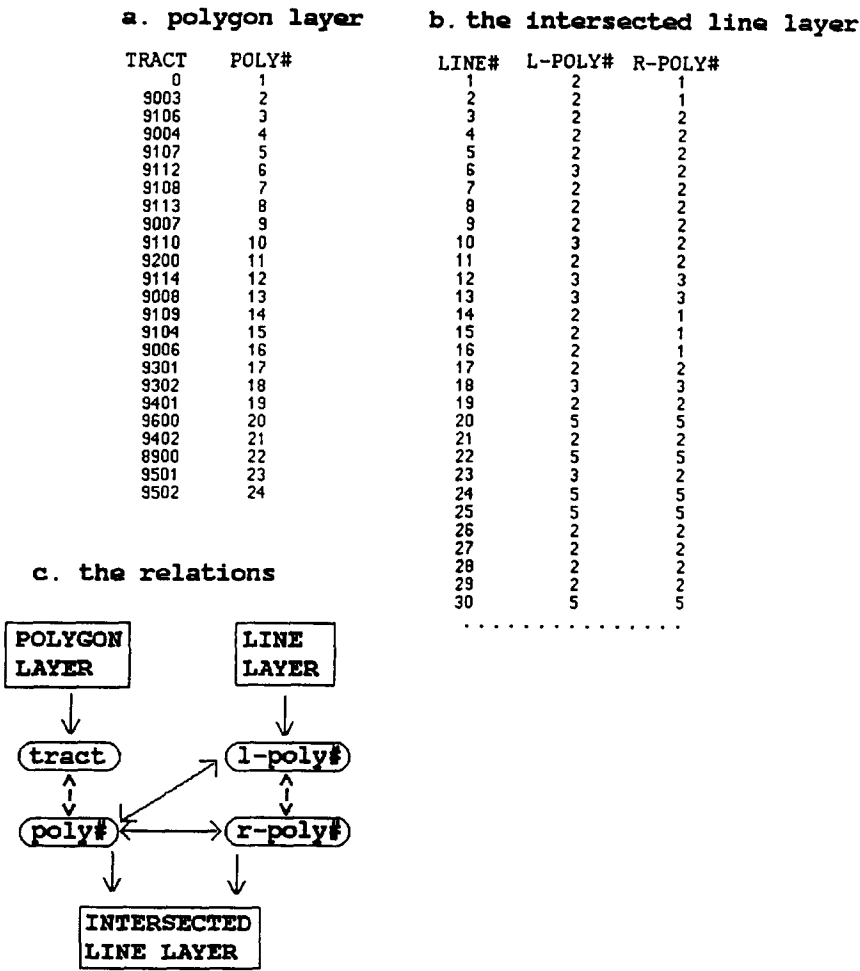 a. polygon layer
TRACT POLY#
0 1
9003 2
9106 3
9004 4
9107 5
9112 6
9108 7
9113 8
9007 9
9110 10
9200 11
9114 12
9008 13
9109 14
9104 15
9006 16
9301 17
9302 18
9401 19
9600 20
9402 21
8900 22
9501 23
9502 24
b. the intersected line layer
LINE# L-POLY# R-POLY#
1 2 1
2 2 1
3 2 2
4 2 2
5 2 2
6 3 2
7 2 2
8 2 2
9 2 2
10 3 2
11 2 2
12 3 3
13 3 3
14 2 1
15 2 1
16 2 1
17 2 2
18 3 3
19 2 2
20 5 5
21 2 2
22 5 5
23 3 2
24 5 5
25 5 5
26 2 2
27 2 2
28 2 2
29 2 2
30 5 5
. . . . . . . . . . . . . . . .
c. the relations
POLYGON
LAYER
LINE
LAYER
tract
l-poly#
poly#
r-poly#
INTERSECTED
LINE LAYER